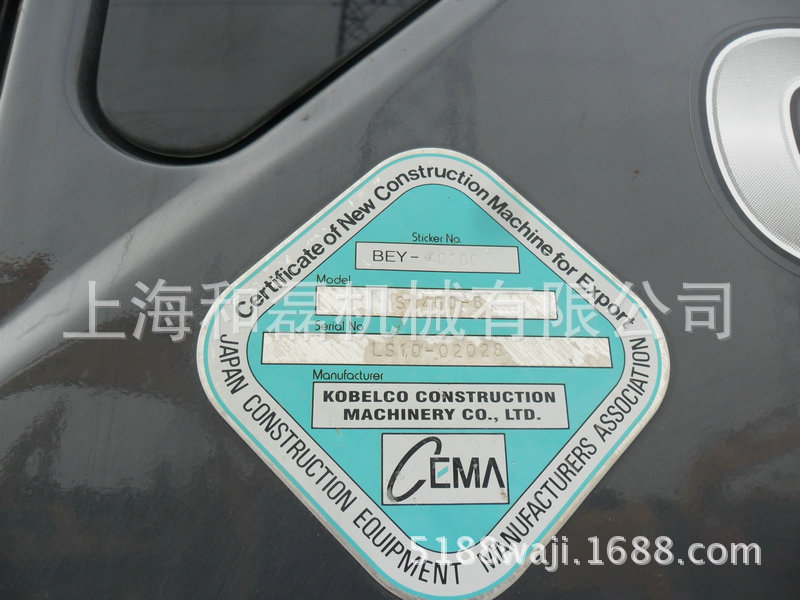 Certificate of New Construction Machine for Export
Sticker No.
BEY-
Model
Serial No.
LS10-02028
上海和磊机械有限公司
Manufacturer
KOBELCO CONSTRUCTION
MACHINERY CO., LTD.
CEMA
JAPAN CONSTRUCTION EQUIPMENT MANUFACTURERS ASSOCIATION
5188waji.1688.com